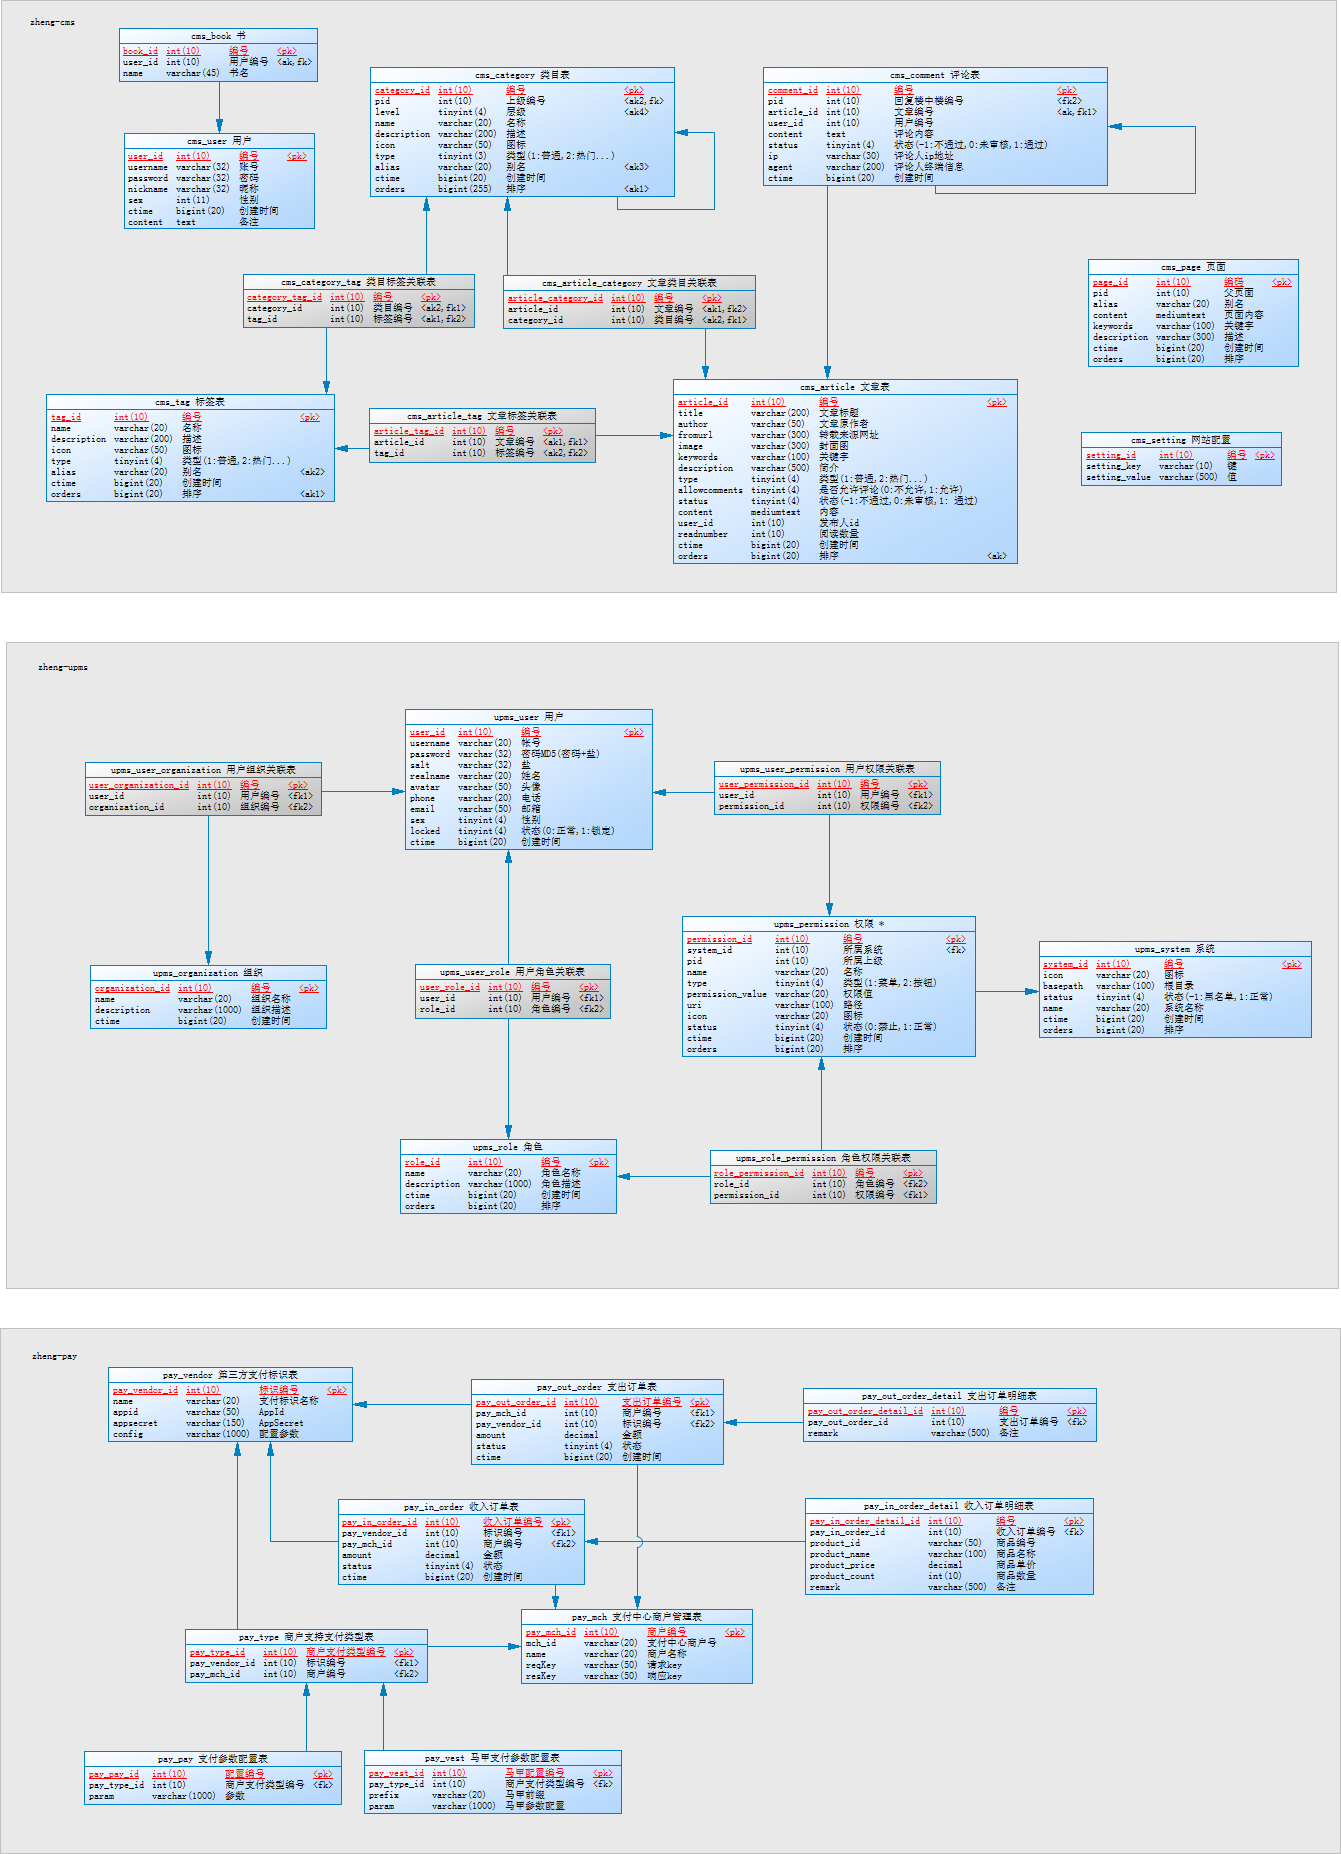 zheng-cms
cms_book 书
book_id int(10) 编号 <pk>
user_id int(10) 用户编号 <ak,fk>
name varchar(45) 书名
cms_user 用户
user_id int(10) 编号 <pk>
username varchar(32) 账号
password varchar(32) 密码
nickname varchar(32) 昵称
sex int(11) 性别
ctime bigint(20) 创建时间
content text 备注
cms_category 类目表
category_id int(10) 编号 <pk>
pid int(10) 上级编号 <ak2,fk>
level tinyint(4) 层级 <ak4>
name varchar(20) 名称
description varchar(200) 描述
icon varchar(50) 图标
type tinyint(3) 类型(1:普通,2:热门...)
alias varchar(20) 别名 <ak3>
ctime bigint(20) 创建时间
orders bigint(255) 排序 <ak1>
cms_comment 评论表
comment_id int(10) 编号 <pk>
pid int(10) 回复楼中楼编号 <fk2>
article_id int(10) 文章编号 <ak,fk1>
user_id int(10) 用户编号
content text 评论内容
status tinyint(4) 状态(-1:不通过,0:未审核,1:通过)
ip varchar(30) 评论人ip地址
agent varchar(200) 评论人终端信息
ctime bigint(20) 创建时间
cms_category_tag 类目标签关联表
category_tag_id int(10) 编号 <pk>
category_id int(10) 类目编号 <ak2,fk1>
tag_id int(10) 标签编号 <ak1,fk2>
cms_article_category 文章类目关联表
article_category_id int(10) 编号 <pk>
article_id int(10) 文章编号 <ak1,fk2>
category_id int(10) 类目编号 <ak2,fk1>
cms_page 页面
page_id int(10) 编码 <pk>
pid int(10) 父页面
alias varchar(20) 别名
content mediumtext 页面内容
keywords varchar(100) 关键字
description varchar(300) 描述
ctime bigint(20) 创建时间
orders bigint(20) 排序
cms_tag 标签表
tag_id int(10) 编号 <pk>
name varchar(20) 名称
description varchar(200) 描述
icon varchar(50) 图标
type tinyint(4) 类型(1:普通,2:热门...)
alias varchar(20) 别名 <ak2>
ctime bigint(20) 创建时间
orders bigint(20) 排序 <ak1>
cms_article_tag 文章标签关联表
article_tag_id int(10) 编号 <pk>
article_id int(10) 文章编号 <ak1,fk1>
tag_id int(10) 标签编号 <ak2,fk2>
cms_article 文章表
article_id int(10) 编号 <pk>
title varchar(200) 文章标题
author varchar(50) 文章原作者
fromurl varchar(300) 转载来源网址
image varchar(300) 封面图
keywords varchar(100) 关键字
description varchar(500) 简介
type tinyint(4) 类型(1:普通,2:热门...)
allowcomments tinyint(4) 是否允许评论(0:不允许,1:允许)
status tinyint(4) 状态(-1:不通过,0:未审核,1: 通过)
content mediumtext 内容
user_id int(10) 发布人id
readnumber int(10) 阅读数量
ctime bigint(20) 创建时间
orders bigint(20) 排序 <ak>
cms_setting 网站配置
setting_id int(10) 编号 <pk>
setting_key varchar(10) 键
setting_value varchar(500) 值
zheng-upms
upms_user 用户
user_id int(10) 编号 <pk>
username varchar(20) 帐号
password varchar(32) 密码MD5(密码+盐)
salt varchar(32) 盐
realname varchar(20) 姓名
avatar varchar(50) 头像
phone varchar(20) 电话
email varchar(50) 邮箱
sex tinyint(4) 性别
locked tinyint(4) 状态(0:正常,1:锁定)
ctime bigint(20) 创建时间
upms_user_organization 用户组织关联表
user_organization_id int(10) 编号 <pk>
user_id int(10) 用户编号 <fk1>
organization_id int(10) 组织编号 <fk2>
upms_user_permission 用户权限关联表
user_permission_id int(10) 编号 <pk>
user_id int(10) 用户编号 <fk1>
permission_id int(10) 权限编号 <fk2>
upms_organization 组织
organization_id int(10) 编号 <pk>
name varchar(20) 组织名称
description varchar(1000) 组织描述
ctime bigint(20) 创建时间
upms_user_role 用户角色关联表
user_role_id int(10) 编号 <pk>
user_id int(10) 用户编号 <fk1>
role_id int(10) 角色编号 <fk2>
upms_permission 权限 *
permission_id int(10) 编号 <pk>
system_id int(10) 所属系统 <fk>
pid int(10) 所属上级
name varchar(20) 名称
type tinyint(4) 类型(1:菜单,2:按钮)
permission_value varchar(20) 权限值
uri varchar(100) 路径
icon varchar(20) 图标
status tinyint(4) 状态(0:禁止,1:正常)
ctime bigint(20) 创建时间
orders bigint(20) 排序
upms_system 系统
system_id int(10) 编号 <pk>
icon varchar(20) 图标
basepath varchar(100) 根目录
status tinyint(4) 状态(-1:黑名单,1:正常)
name varchar(20) 系统名称
ctime bigint(20) 创建时间
orders bigint(20) 排序
upms_role 角色
role_id int(10) 编号 <pk>
name varchar(20) 角色名称
description varchar(1000) 角色描述
ctime bigint(20) 创建时间
orders bigint(20) 排序
upms_role_permission 角色权限关联表
role_permission_id int(10) 编号 <pk>
role_id int(10) 角色编号 <fk2>
permission_id int(10) 权限编号 <fk1>
zheng-pay
pay_vendor 第三方支付标识表
pay_vendor_id int(10) 标识编号 <pk>
name varchar(20) 支付标识名称
appid varchar(50) AppId
appsecret varchar(150) AppSecret
config varchar(1000) 配置参数
pay_out_order 支出订单表
pay_out_order_id int(10) 支出订单编号 <pk>
pay_mch_id int(10) 商户编号 <fk1>
pay_vendor_id int(10) 标识编号 <fk2>
amount decimal 金额
status tinyint(4) 状态
ctime bigint(20) 创建时间
pay_out_order_detail 支出订单明细表
pay_out_order_detail_id int(10) 编号 <pk>
pay_out_order_id int(10) 支出订单编号 <fk>
remark varchar(500) 备注
pay_in_order 收入订单表
pay_in_order_id int(10) 收入订单编号 <pk>
pay_vendor_id int(10) 标识编号 <fk1>
pay_mch_id int(10) 商户编号 <fk2>
amount decimal 金额
status tinyint(4) 状态
ctime bigint(20) 创建时间
pay_in_order_detail 收入订单明细表
pay_in_order_detail_id int(10) 编号 <pk>
pay_in_order_id int(10) 收入订单编号 <fk>
product_id varchar(50) 商品编号
product_name varchar(100) 商品名称
product_price decimal 商品单价
product_count int(10) 商品数量
remark varchar(500) 备注
pay_mch 支付中心商户管理表
pay_mch_id int(10) 商户编号 <pk>
mch_id varchar(20) 支付中心商户号
name varchar(20) 商户名称
reqKey varchar(50) 请求key
resKey varchar(50) 响应key
pay_type 商户支持支付类型表
pay_type_id int(10) 商户支付类型编号 <pk>
pay_vendor_id int(10) 标识编号 <fk1>
pay_mch_id int(10) 商户编号 <fk2>
pay_pay 支付参数配置表
pay_pay_id int(10) 配置编号 <pk>
pay_type_id int(10) 商户支付类型编号 <fk>
param varchar(1000) 参数
pay_vest 马甲支付参数配置表
pay_vest_id int(10) 马甲配置编号 <pk>
pay_type_id int(10) 商户支付类型编号 <fk>
prefix varchar(20) 马甲前缀
param varchar(1000) 马甲参数配置